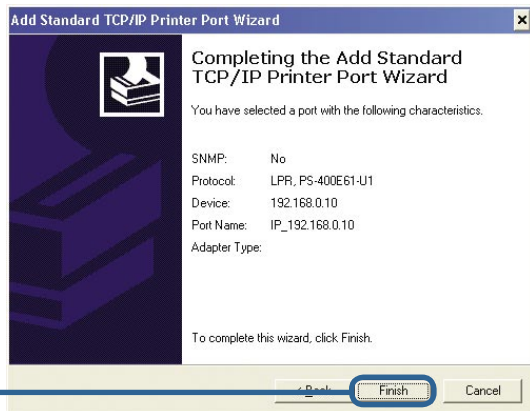 Add Standard TCP/IP Printer Port Wizard
Completing the Add Standard
TCP/IP Printer Port Wizard
You have selected a port with the following characteristics.
SNMP: No
Protocol: LPR, PS-400E61-U1
Device: 192.168.0.10
Port Name: IP_192.168.0.10
Adapter Type:
To complete this wizard, click Finish.
< Back Finish Cancel